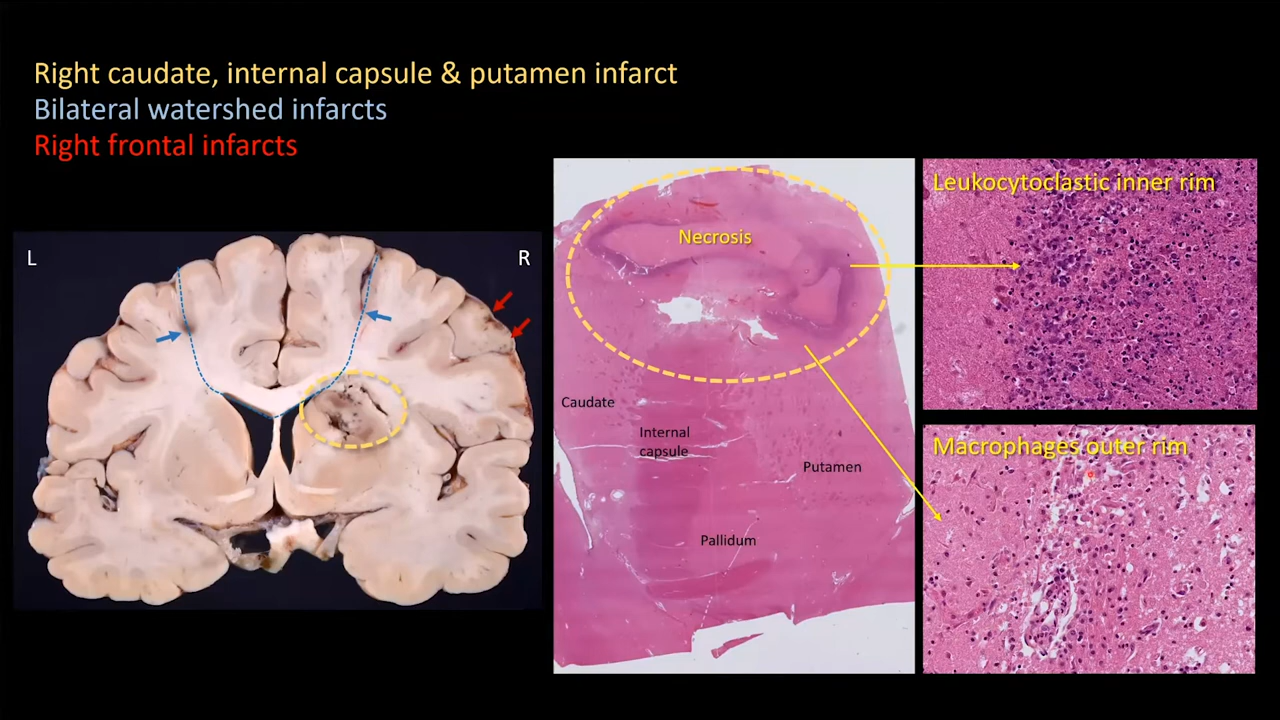 Right caudate, internal capsule & putamen infarct
Bilateral watershed infarcts
Right frontal infarcts
L
R
Necrosis
Caudate
Internal
capsule
Putamen
Pallidum
Leukocytoclastic inner rim
Macrophages outer rim